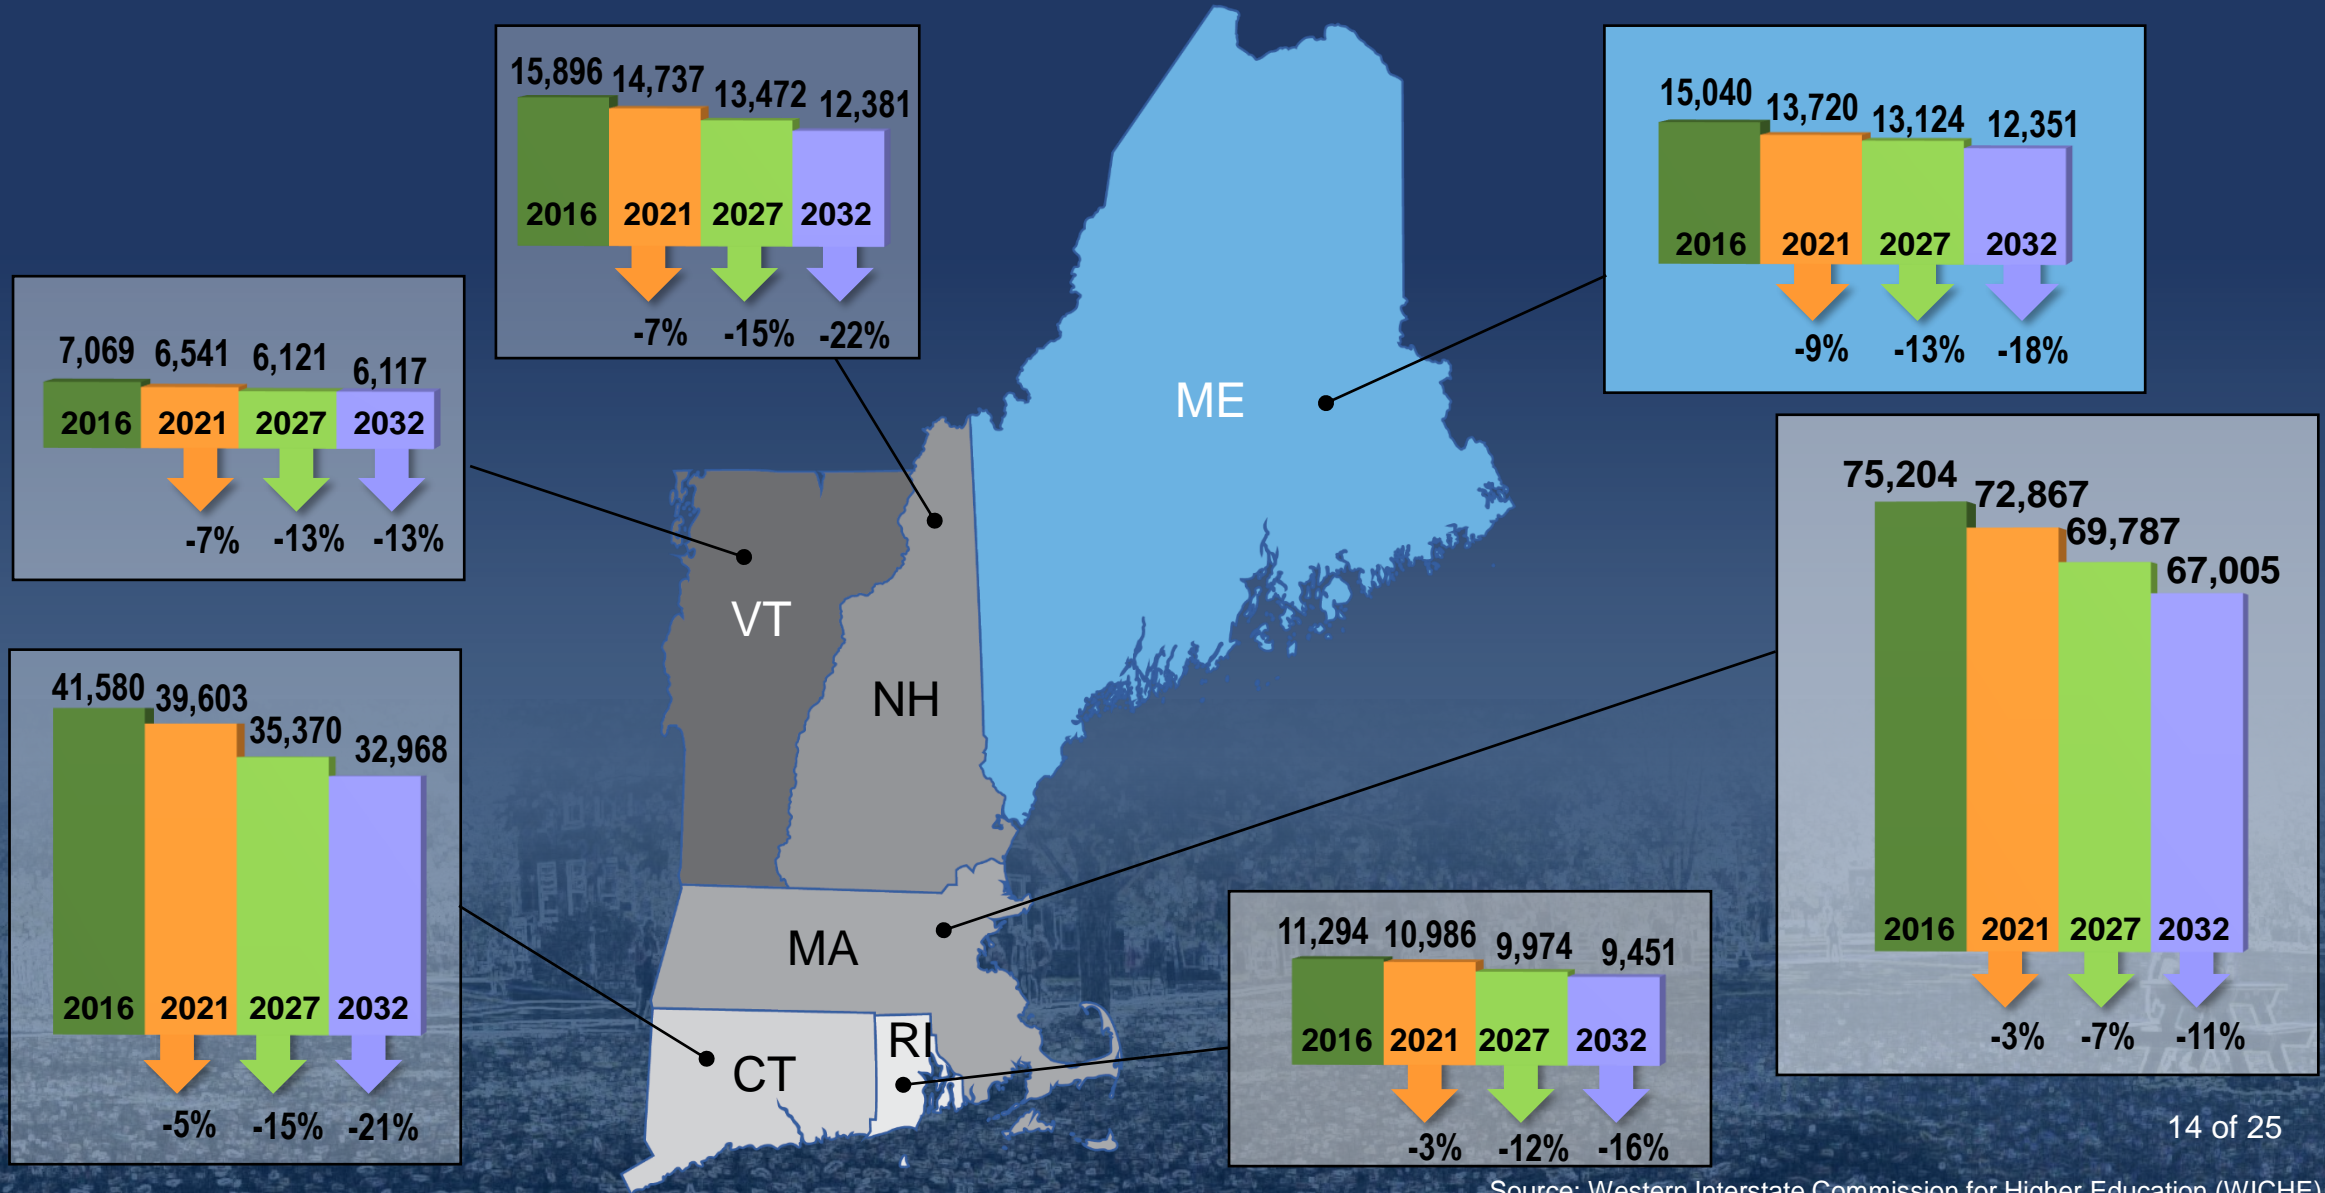 15,896 14,737 13,472 12,381
2016 2021 2027 2032
-7% -15% -22%
15,040 13,720 13,124 12,351
2016 2021 2027 2032
-9% -13% -18%
7,069 6,541 6,121 6,117
2016 2021 2027 2032
-7% -13% -13%
75,204 72,867 69,787 67,005
2016 2021 2027 2032
-3% -7% -11%
41,580 39,603 35,370 32,968
2016 2021 2027 2032
-5% -15% -21%
11,294 10,986 9,974 9,451
2016 2021 2027 2032
-3% -12% -16%
ME
VT
NH
MA
CT
RI
14 of 25
Source: Western Interstate Commission for Higher Education (WICHE)